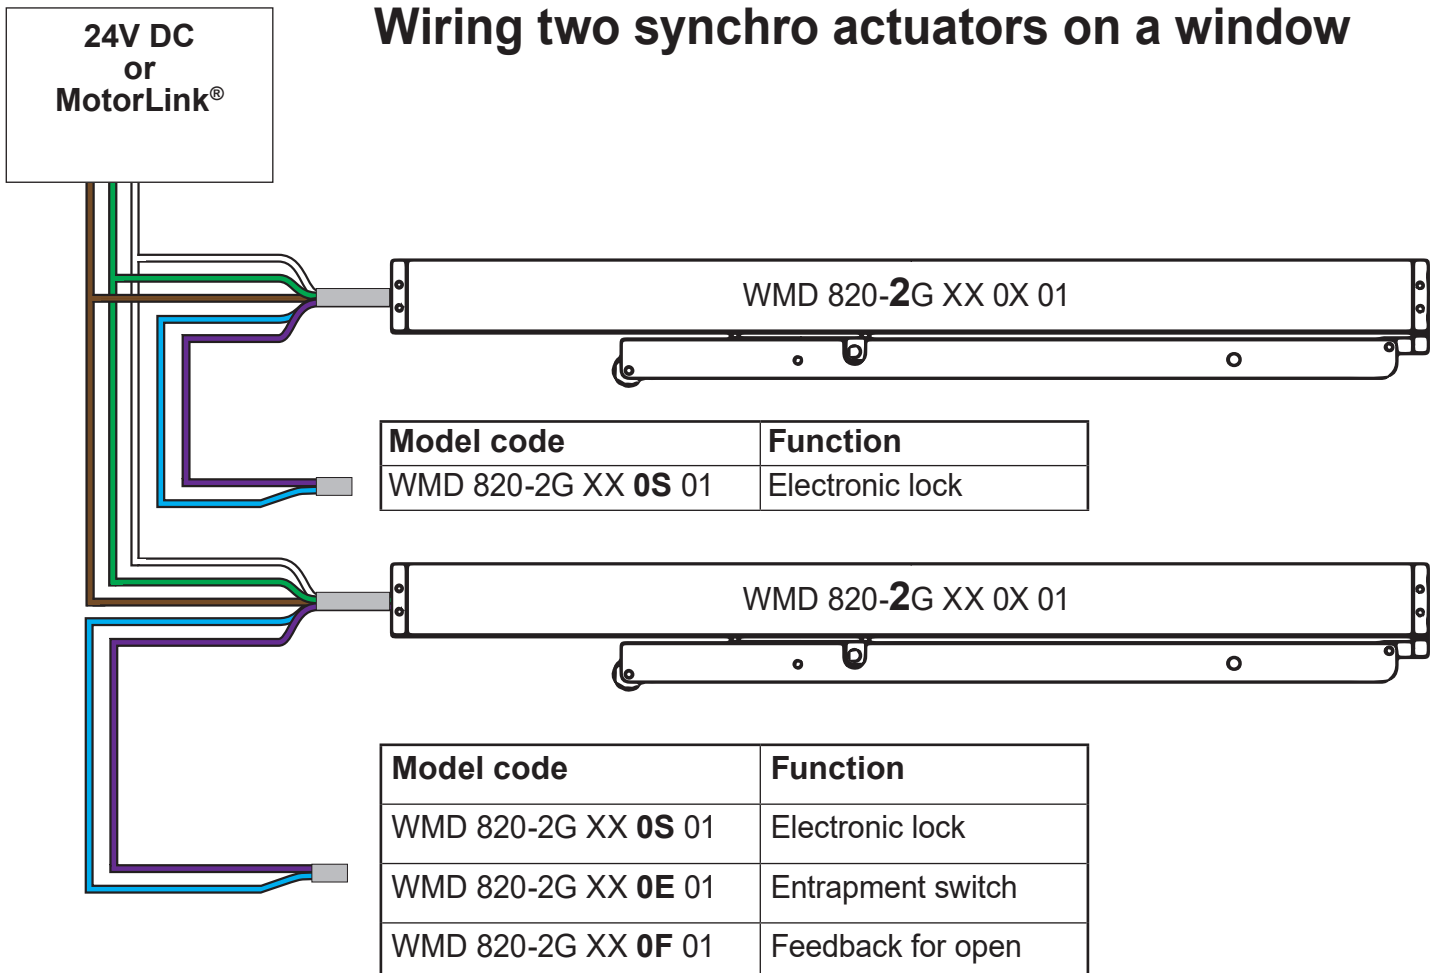 Wiring two synchro actuators on a window
24V DC
or
MotorLink®
WMD 820-2G XX 0X 01
Model code Function
WMD 820-2G XX 0S 01 Electronic lock
WMD 820-2G XX 0X 01
Model code Function
WMD 820-2G XX 0S 01 Electronic lock
WMD 820-2G XX 0E 01 Entrapment switch
WMD 820-2G XX 0F 01 Feedback for open